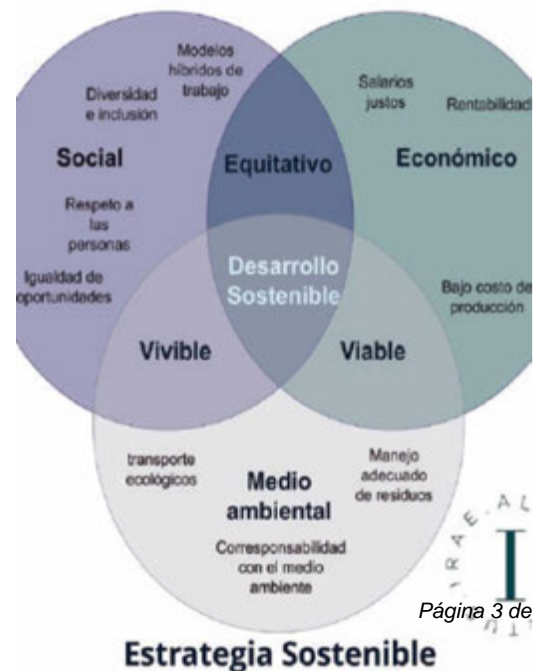 Modelos
híbridos de
trabajo
Diversidad
e inclusión
Salarios
justos
Rentabilidad
Social
Equitativo
Económico
Respeto a
las
personas
Igualdad de
oportunidades
Desarrollo
Sostenible
Bajo costo de
producción
Vivible
Viable
transporte
ecológicos
Manejo
adecuado
de residuos
Medio
ambiental
Corresponsabilidad
con el medio
ambiente
Página 3 de
Estrategia Sostenible